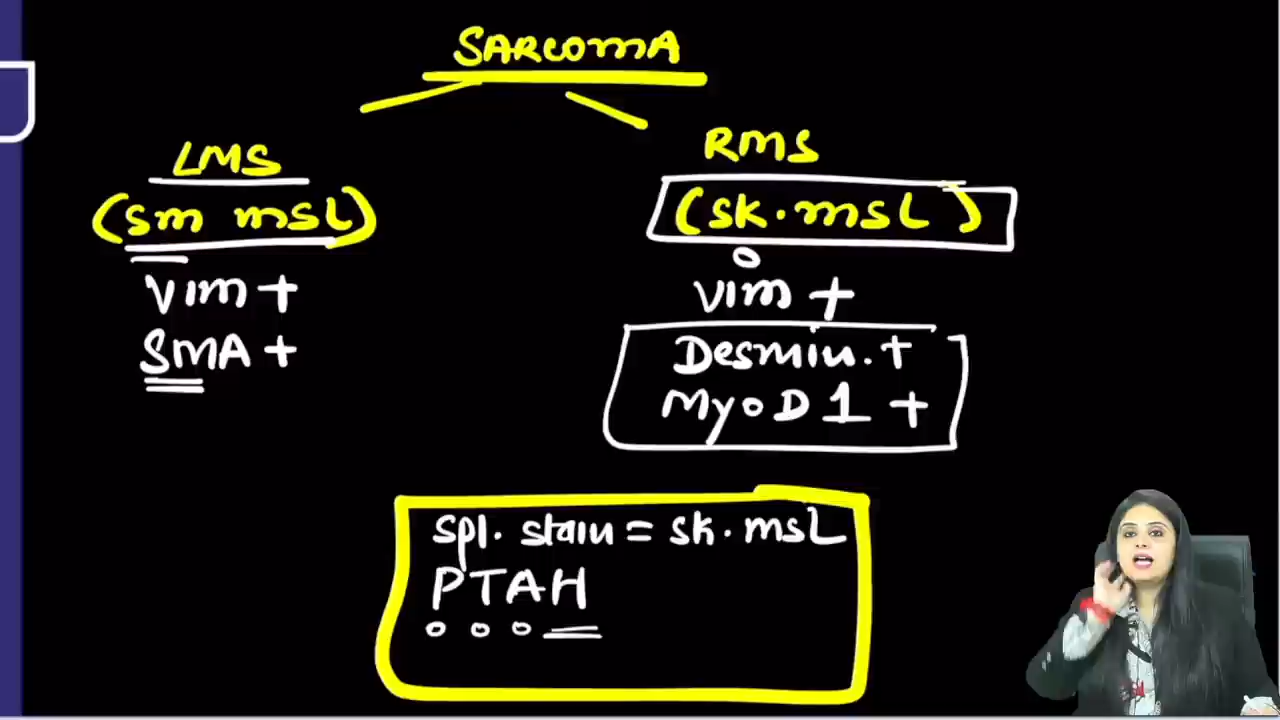 SARCOMA
LMS
(sm msL)
Vim +
SMA +
RMS
(sk. msL)
Vim +
Desmin. +
MyoD1 +
spl. stain = sk. msL
PTAH